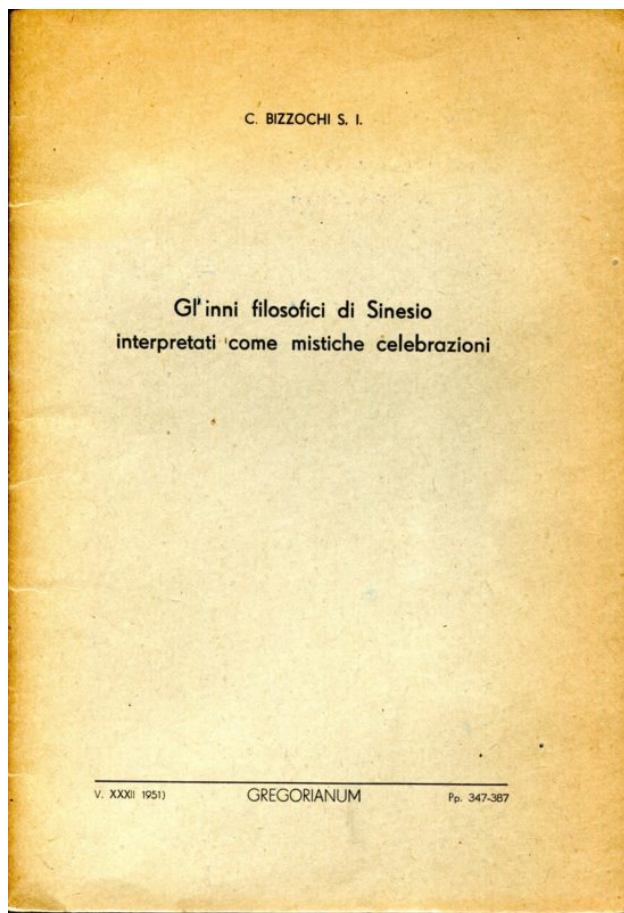 C. BIZZOCHI S. I.
Gl' inni filosofici di Sinesio
interpretati come mistiche celebrazioni
V. XXXII 1951) GREGORIANUM Pp. 347-387